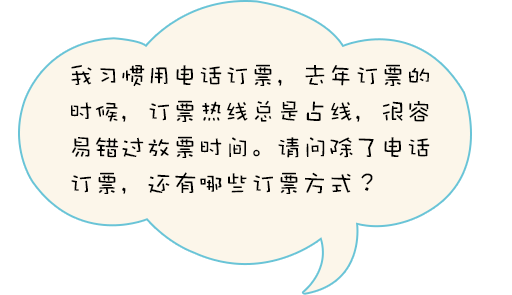 我习惯用电话订票，去年订票的
时候，订票热线总是占线，很容
易错过放票时间。请问除了电话
订票，还有哪些订票方式？